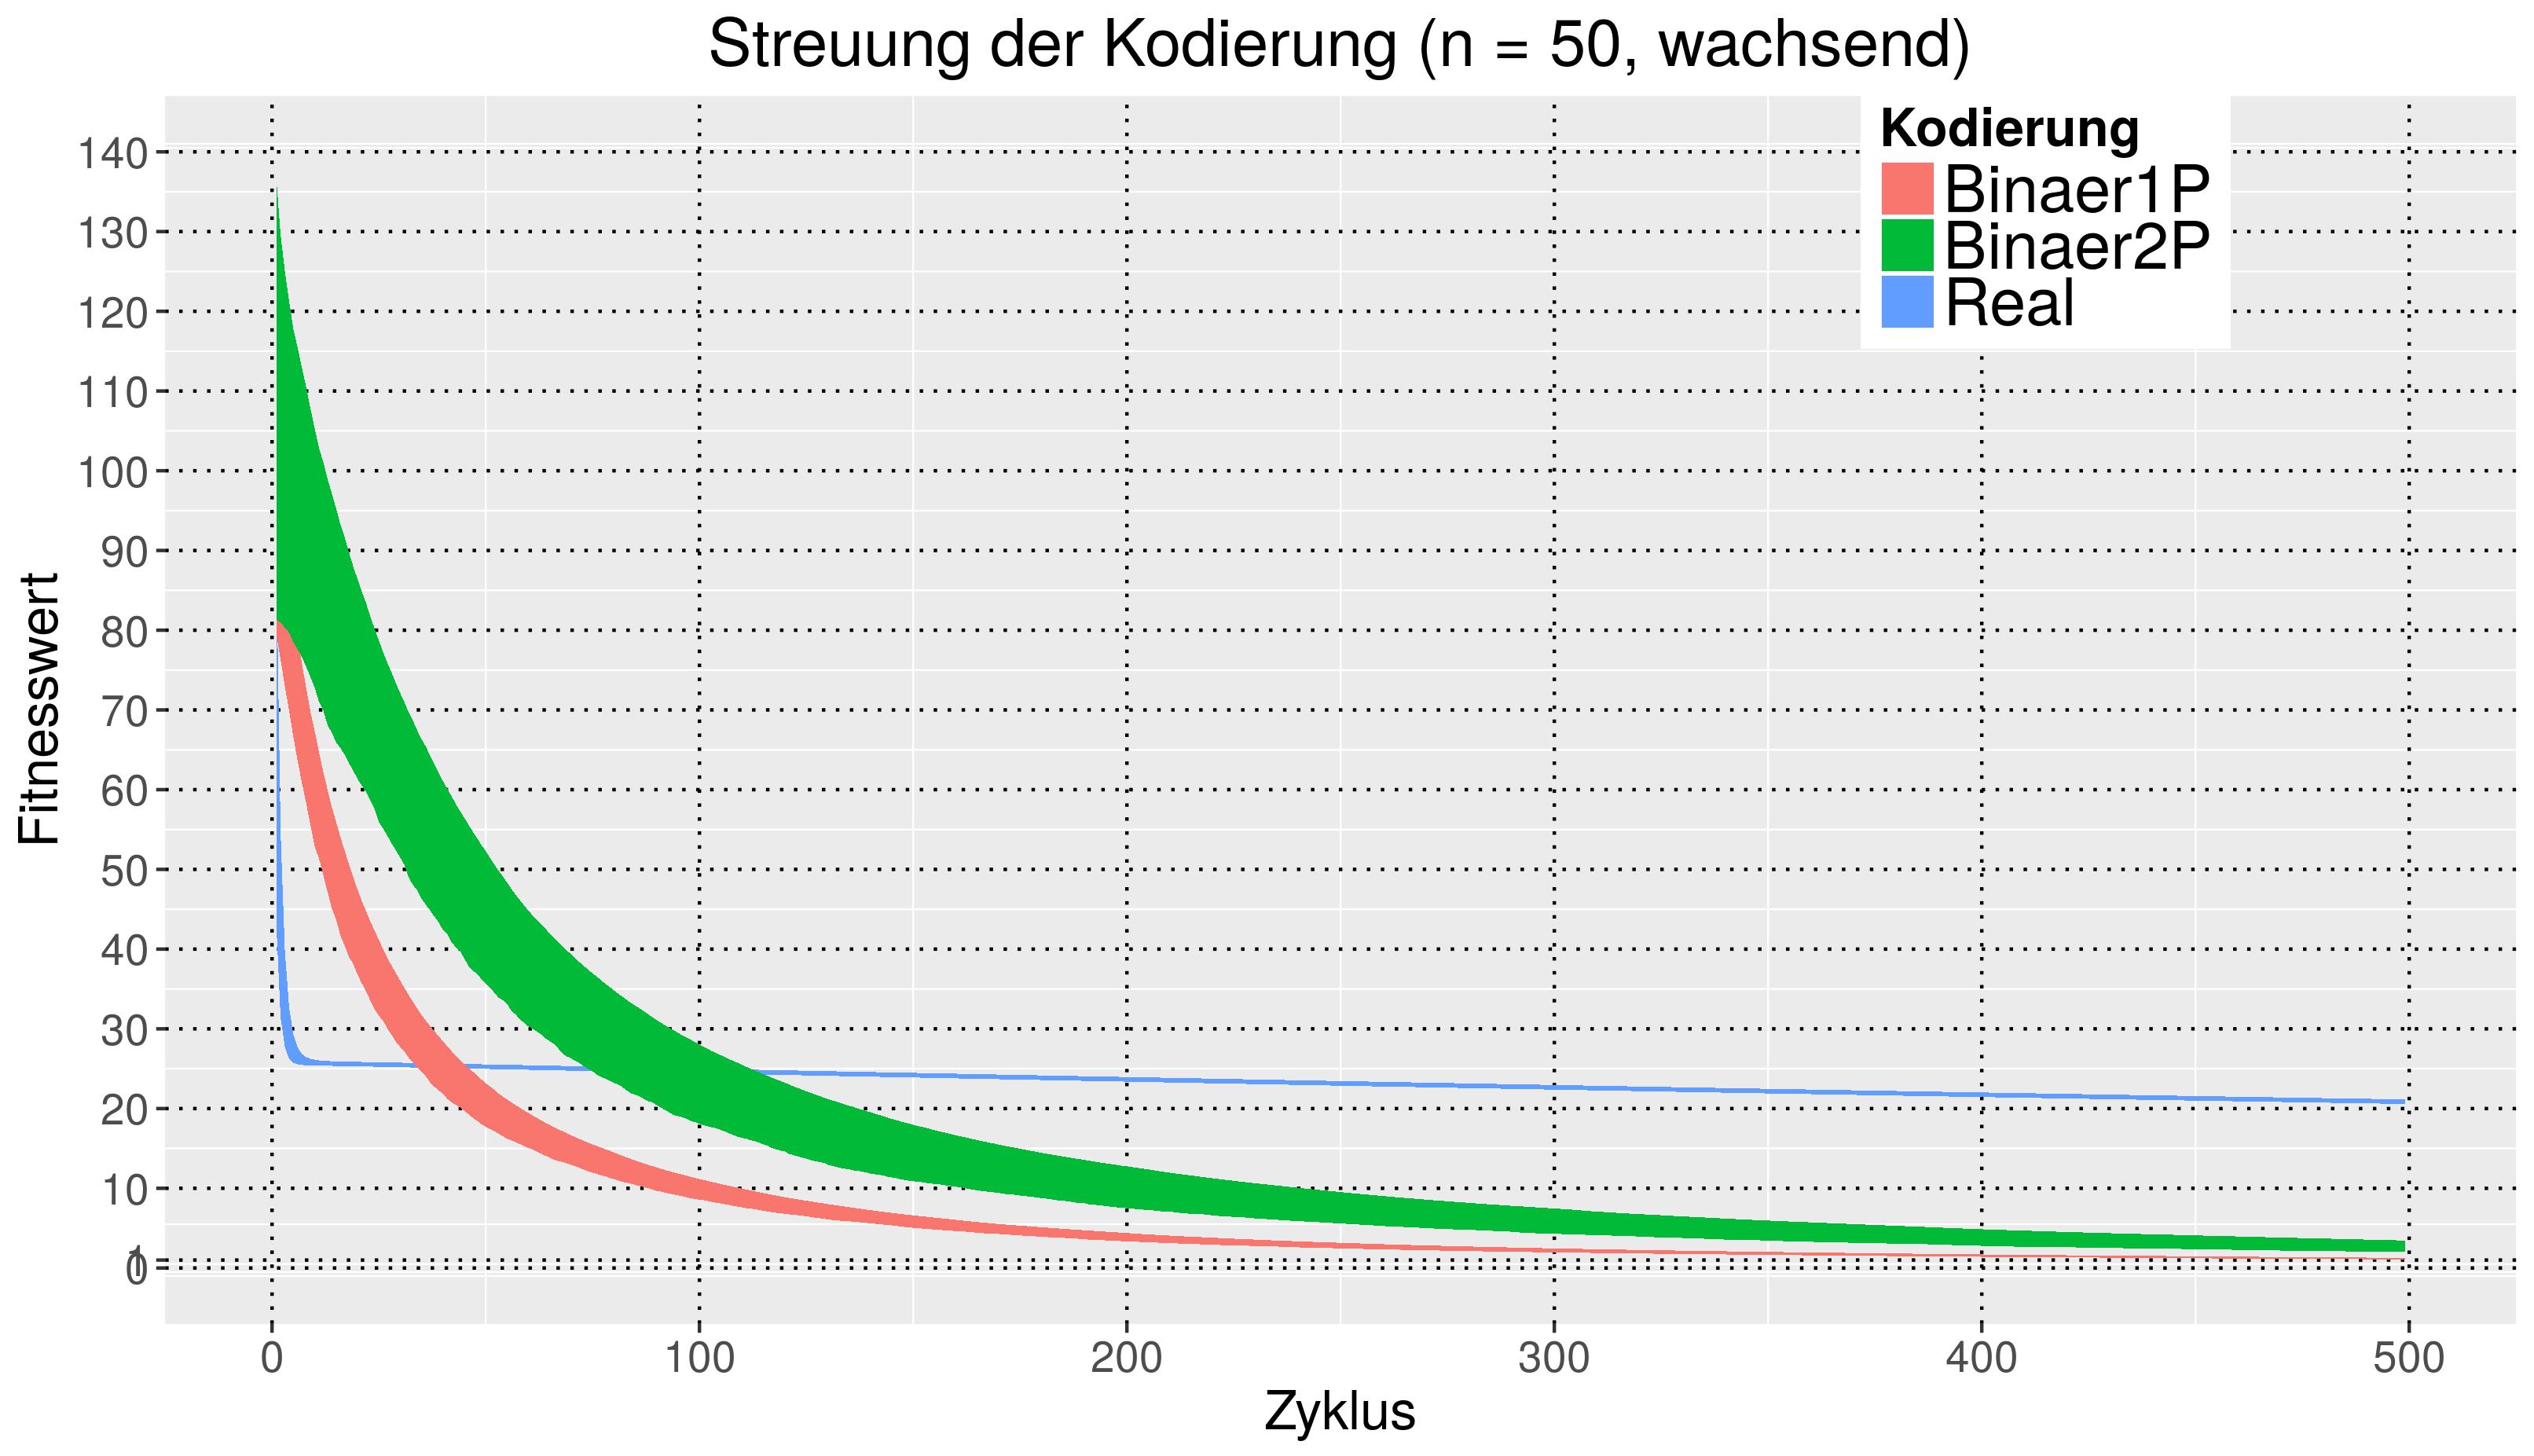 Streuung der Kodierung (n = 50, wachsend)
Kodierung
Binaer1P
Binaer2P
Real
Fitnesswert
140
130
120
110
100
90
80
70
60
50
40
30
20
10
1
0
0 100 200 300 400 500
Zyklus